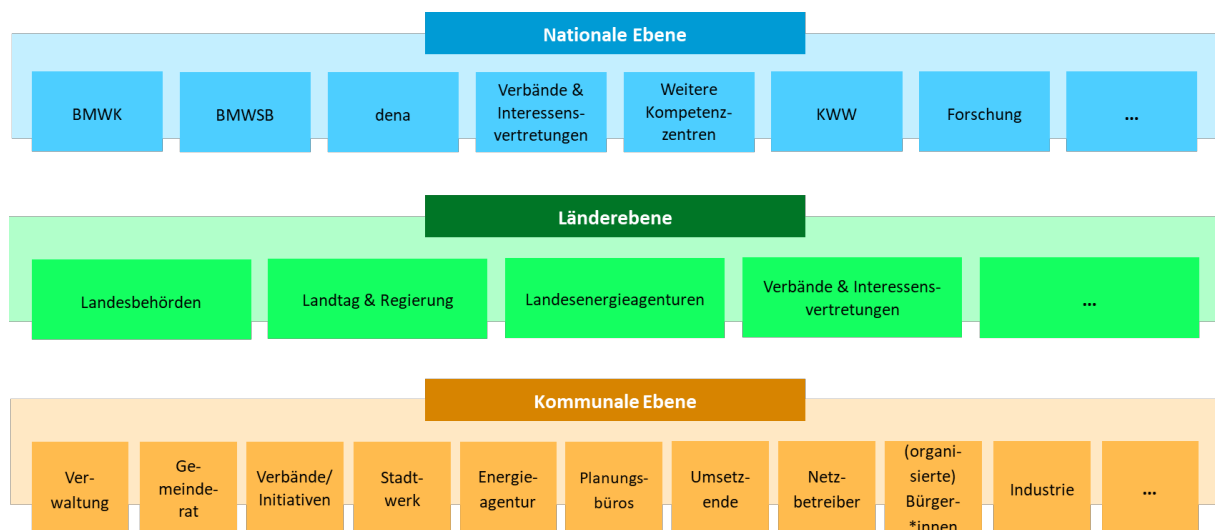 Nationale Ebene
BMWK
BMWSB
dena
Verbände &
Interessens-
vertretungen
Weitere
Kompetenz-
zentren
KWW
Forschung
...
Länderebene
Landesbehörden
Landtag & Regierung
Landesenergieagenturen
Verbände & Interessens-
vertretungen
...
Kommunale Ebene
Ver-
waltung
Ge-
meinde-
rat
Verbände/
Initiativen
Stadt-
werk
Energie-
agentur
Planungs-
büros
Umsetz-
ende
Netz-
betreiber
(organi-
sierte)
Bürger-
*innen
Industrie
...